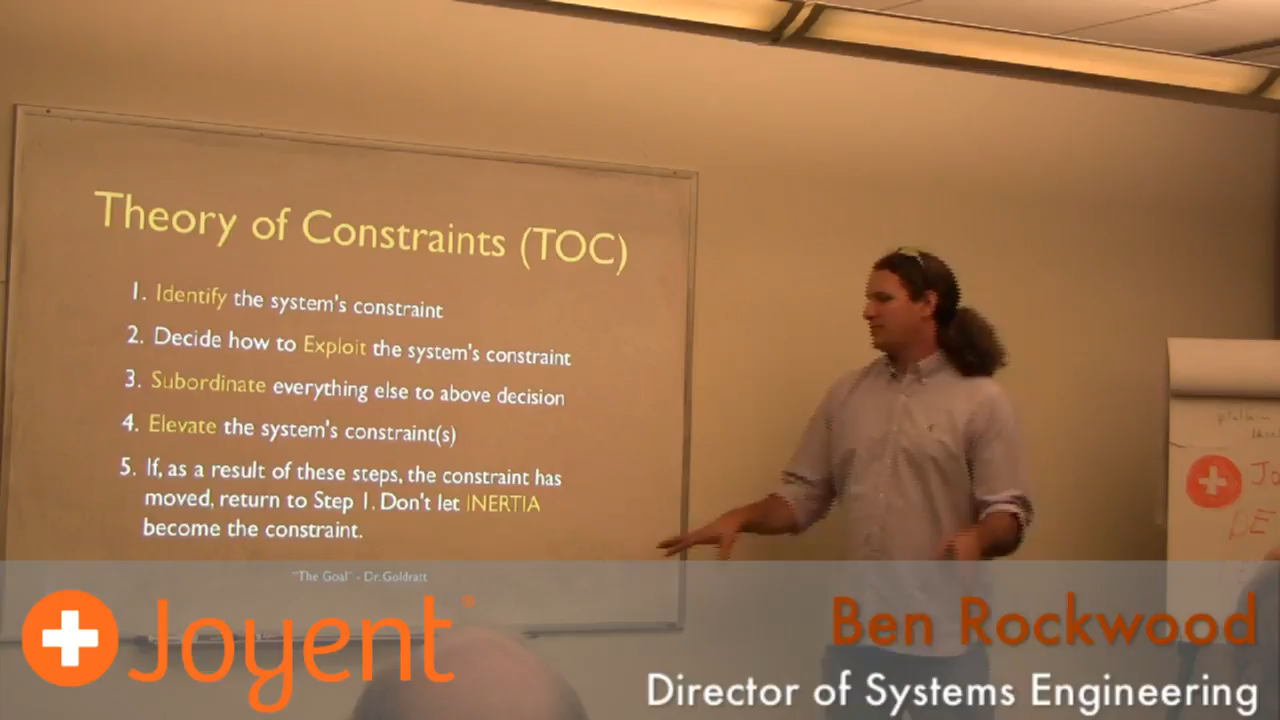 Theory of Constraints (TOC)
1. Identify the system's constraint
2. Decide how to Exploit the system's constraint
3. Subordinate everything else to above decision
4. Elevate the system's constraint(s)
5. If, as a result of these steps, the constraint has
moved, return to Step 1. Don't let INERTIA
become the constraint.
"The Goal" - Dr. Goldratt
Joyent®
Ben Rockwood
Director of Systems Engineering